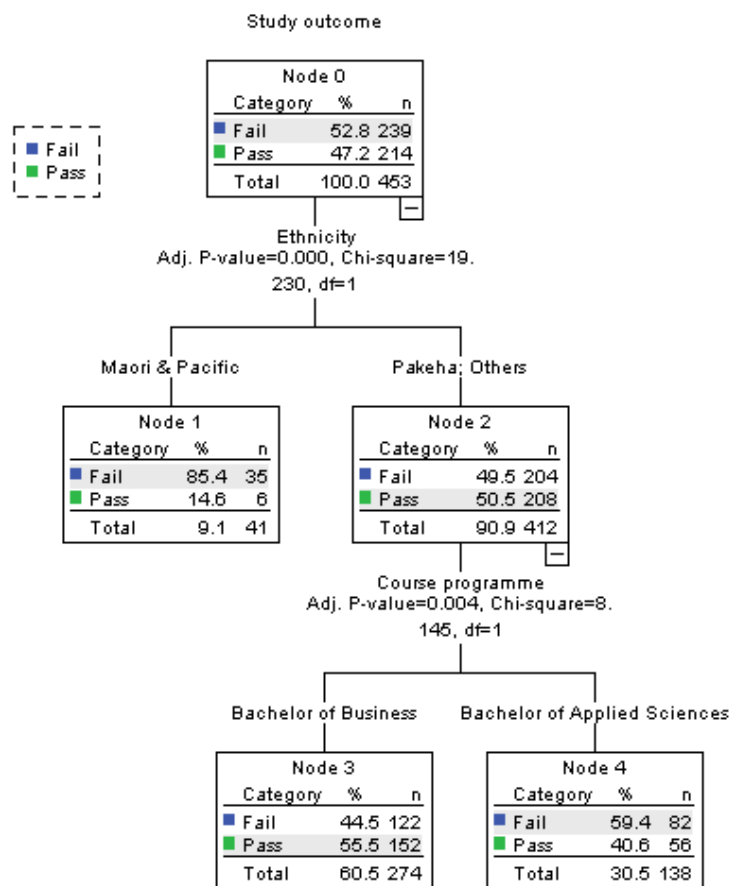 Study outcome
Node 0
Category % n
Fail 52.8 239
Pass 47.2 214
Total 100.0 453
Fail
Pass
Ethnicity
Adj. P-value=0.000, Chi-square=19.
230, df=1
Maori & Pacific
Pakeha; Others
Node 1
Category % n
Fail 85.4 35
Pass 14.6 6
Total 9.1 41
Node 2
Category % n
Fail 49.5 204
Pass 50.5 208
Total 90.9 412
Course programme
Adj. P-value=0.004, Chi-square=8.
145, df=1
Bachelor of Business
Bachelor of Applied Sciences
Node 3
Category % n
Fail 44.5 122
Pass 55.5 152
Total 60.5 274
Node 4
Category % n
Fail 59.4 82
Pass 40.6 56
Total 30.5 138